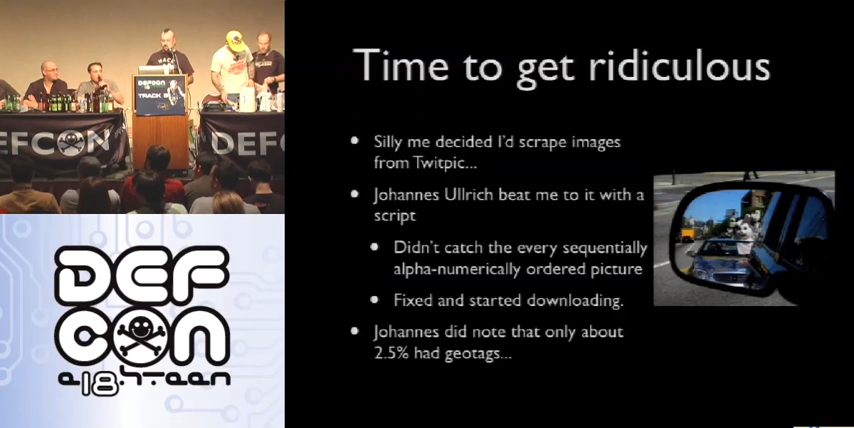 DEFCON
TRACK
DEFCON
DEFC
Time to get ridiculous
Silly me decided I'd scrape images
from Twitpic...
Johannes Ullrich beat me to it with a
script
Didn't catch the every sequentially
alpha-numerically ordered picture
Fixed and started downloading.
Johannes did note that only about
2.5% had geotags...
DEF
CON
e18hteen